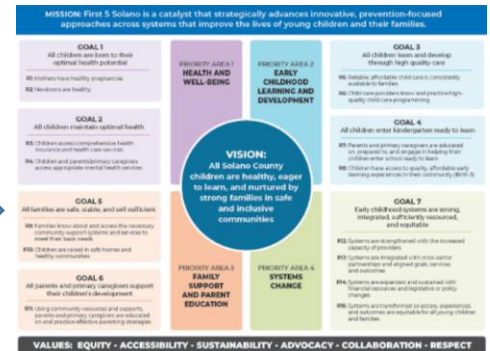 MISSION: First 5 Solano is a catalyst that strategically advances innovative, prevention-focused
approaches across systems that improve the lives of young children and their families.
GOAL 1
All children are born to their
optimal health potential
R1: Mothers have healthy pregnancies
R2: Newborns are healthy
GOAL 2
All children maintain optimal health
R3: Children access comprehensive health
insurance and health care services
R4: Children and parents/primary caregivers
access appropriate mental health services
GOAL 5
All families are safe, stable, and self sufficient
R9: Families know about and access the necessary
community support systems and services to
meet their basic needs
R10: Children are raised in safe homes and
healthy communities
GOAL 6
All parents and primary caregivers support
their children's development
R11: Using community resources and supports,
parents and primary caregivers are educated
on and practice effective parenting strategies
PRIORITY AREA 1
HEALTH AND
WELL-BEING
PRIORITY AREA 2
EARLY
CHILDHOOD
LEARNING AND
DEVELOPMENT
VISION:
All Solano County
children are healthy, eager
to learn, and nurtured by
strong families in safe
and inclusive
communities
PRIORITY AREA 3
FAMILY
SUPPORT
AND PARENT
EDUCATION
PRIORITY AREA 4
SYSTEMS
CHANGE
GOAL 3
All children learn and develop
through high quality care
R5: Reliable, affordable child care is consistently
available to families
R6: Child care providers know and practice high-
quality child care programming
GOAL 4
All children enter kindergarten ready to learn
R7: Parents and primary caregivers are educated
on, prepared to, and engage in helping their
children enter school ready to learn
R8: Children have access to quality, affordable early
learning experiences in their community (Birth-5)
GOAL 7
Early childhood systems are strong,
integrated, sufficiently resourced,
and equitable
R12: Systems are strengthened with the increased
capacity of providers
R13: Systems are integrated with cross-sector
partnerships and aligned goals, services,
and outcomes
R14: Systems are expanded and sustained with
financial resources and legislative or policy
changes
R15: Systems are transformed so access, experiences,
and outcomes are equitable for all young children
and families
VALUES: EQUITY - ACCESSIBILITY - SUSTAINABILITY - ADVOCACY - COLLABORATION - RESPECT